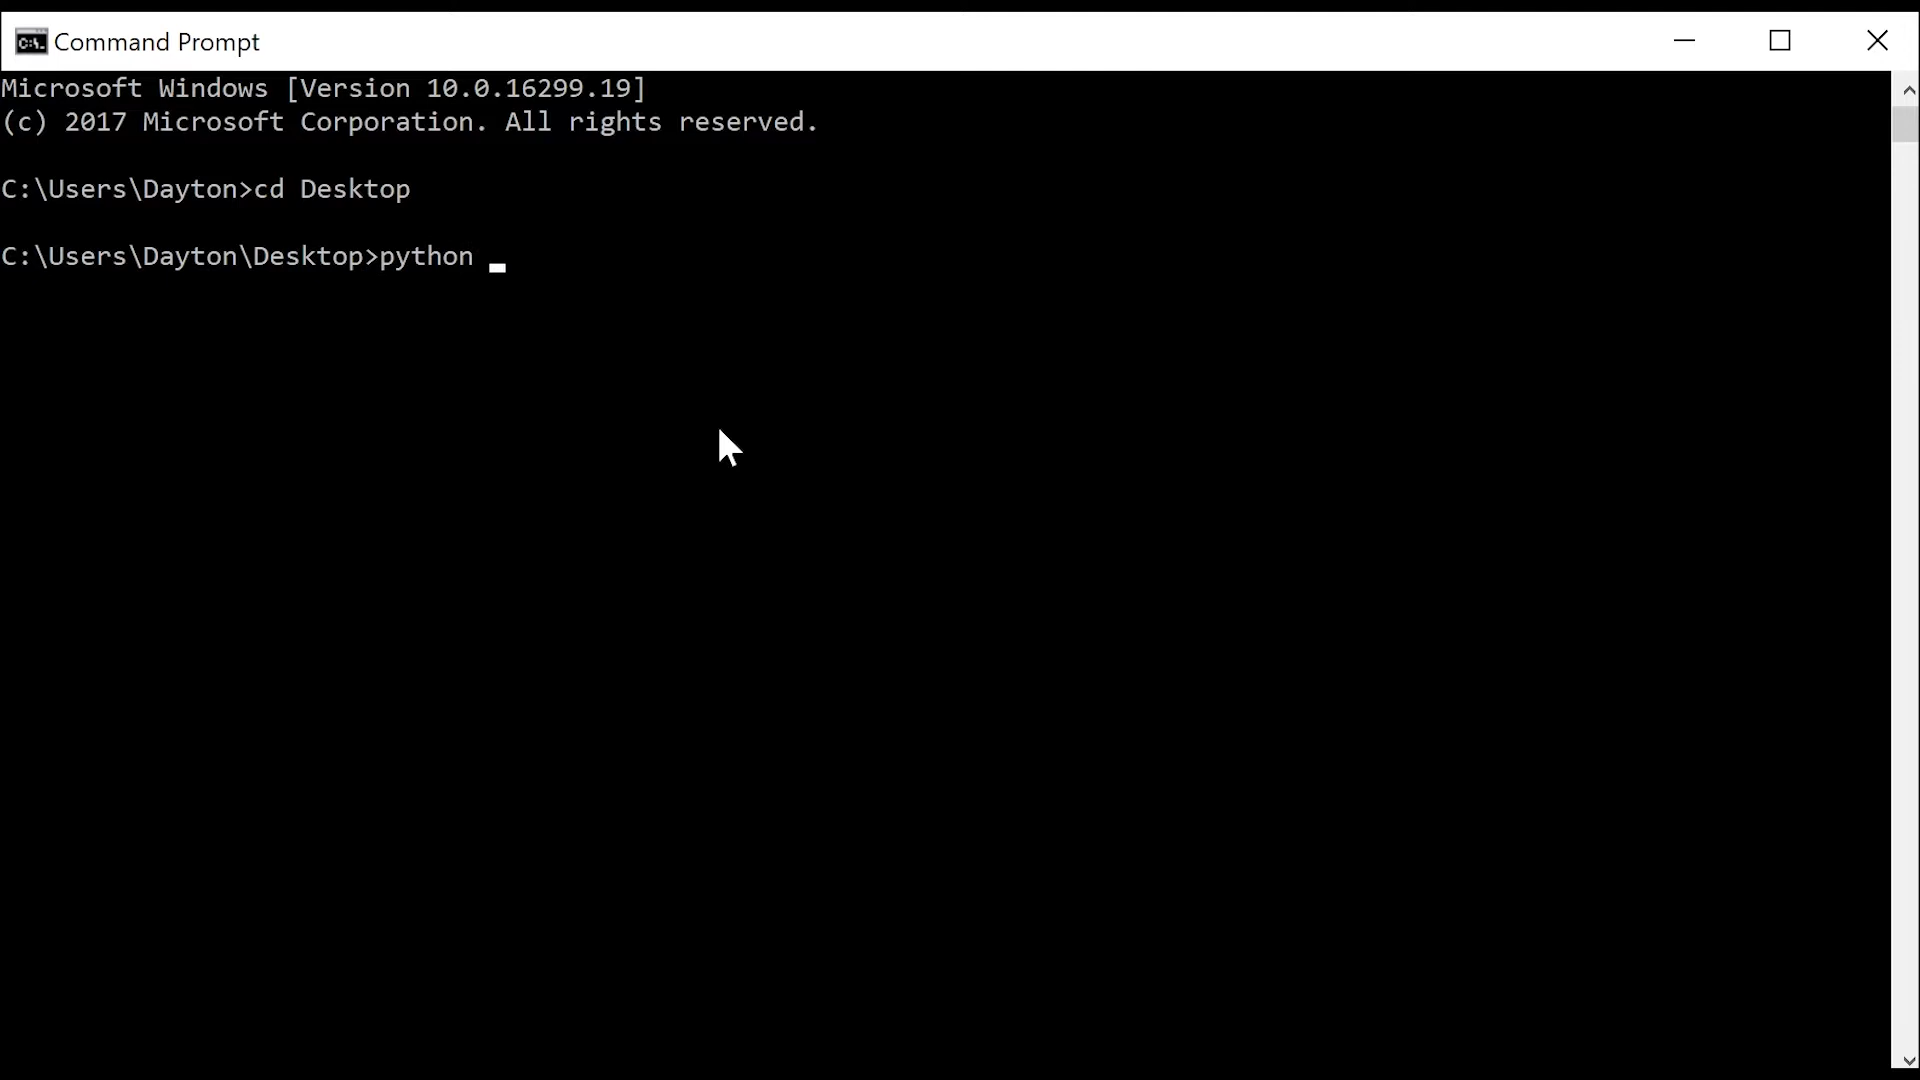 Command Prompt
Microsoft Windows [Version 10.0.16299.19]
(c) 2017 Microsoft Corporation. All rights reserved.
C:\Users\Dayton>cd Desktop
C:\Users\Dayton\Desktop>python